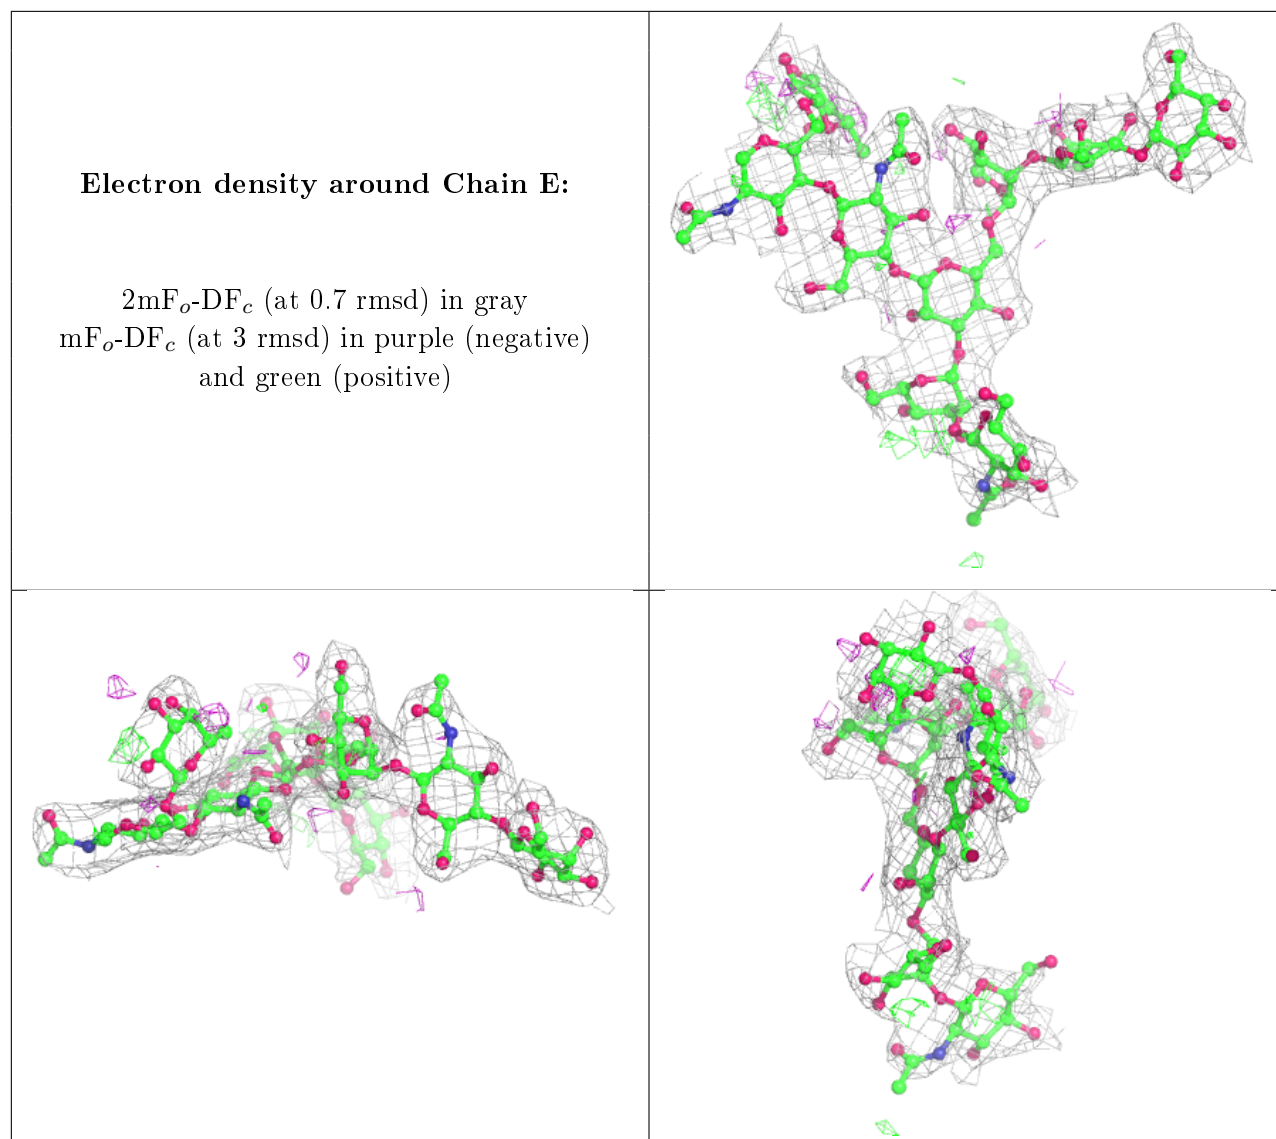 Electron density around Chain E:
2mFo-DFc (at 0.7 rmsd) in gray
mFo-DFc (at 3 rmsd) in purple (negative)
and green (positive)